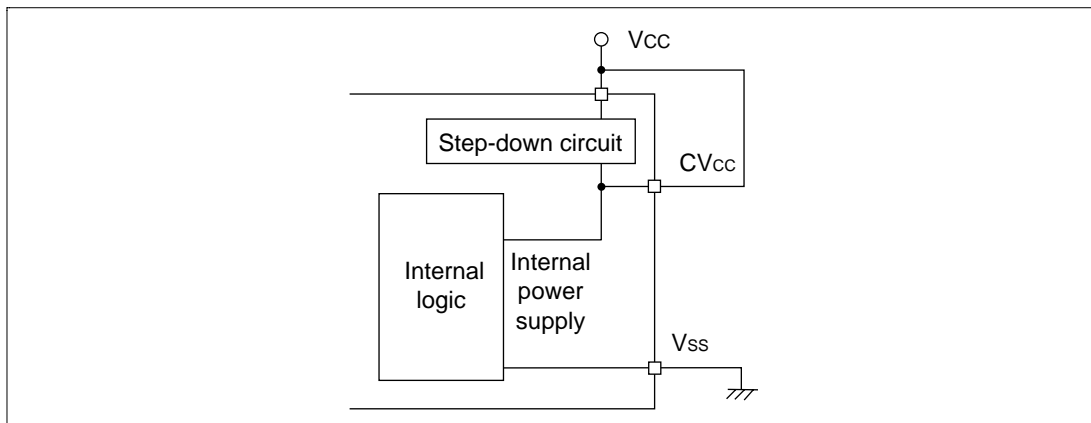 VCC
Step-down circuit
CVCC
Internal
logic
Internal
power
supply
VSS